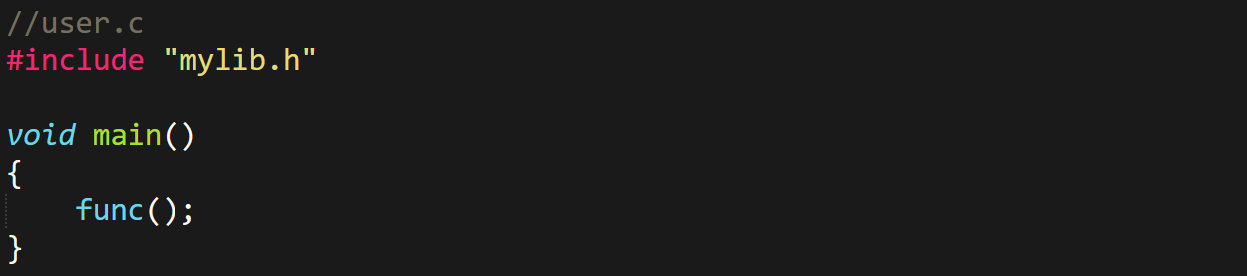 //user.c
#include "mylib.h"
void main()
{
    func();
}